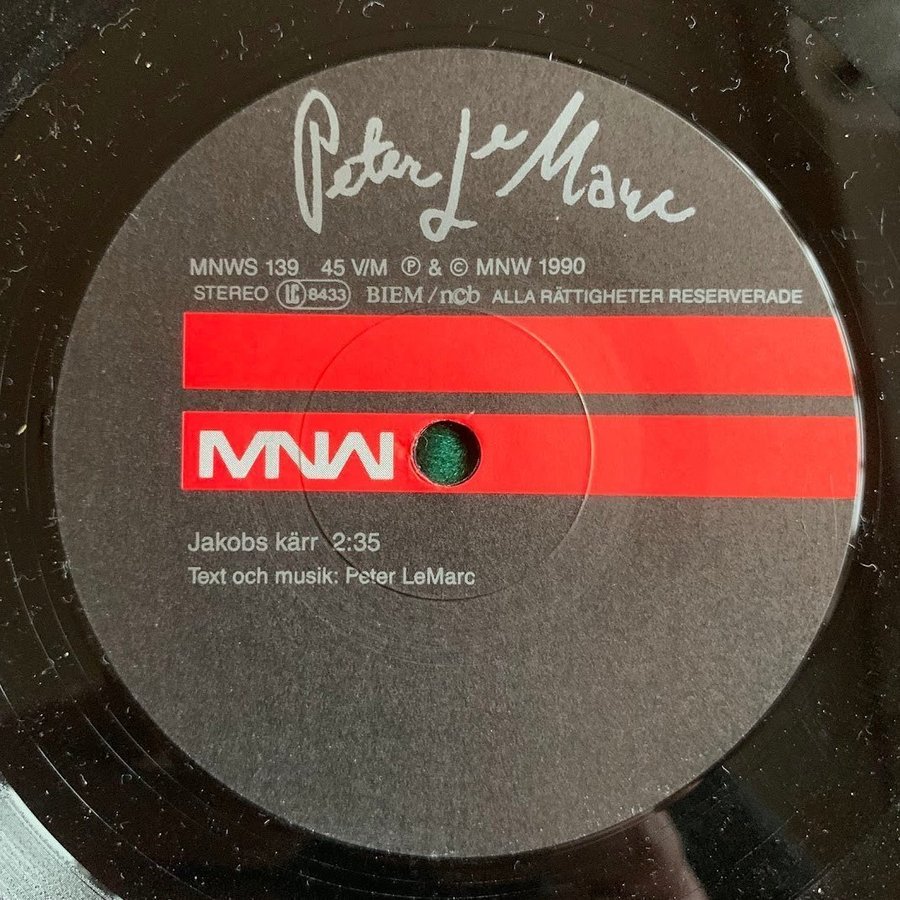 Peter LeMarc
MNWS 139 45 V/M ℗ & © MNW 1990
STEREO LC 8433 BIEM/ncb ALLA RÄTTIGHETER RESERVERADE
MNW
Jakobs kärr 2:35
Text och musik: Peter LeMarc